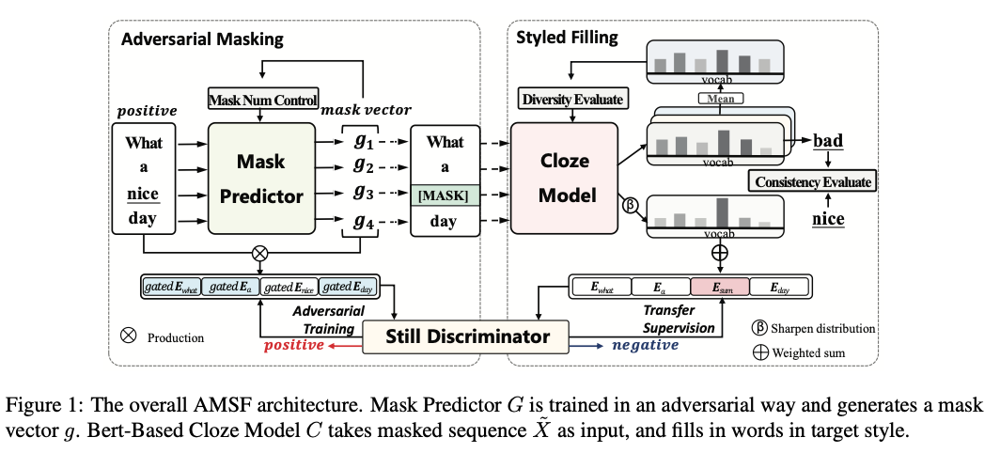 Adversarial Masking
Styled Filling
positive
Mask Num Control
mask vector
What
a
nice
day
Mask
Predictor
g1
g2
g3
g4
What
a
[MASK]
day
Diversity Evaluate
Cloze
Model
vocab
Mean
vocab
bad
Consistency Evaluate
nice
β
vocab
gated Ewhat
gated Ea
gated Enice
gated Eday
Ewhat
Ea
Esum
Eday
Adversarial
Training
Transfer
Supervision
Still Discriminator
positive
negative
Production
β Sharpen distribution
Weighted sum
Figure 1: The overall AMSF architecture. Mask Predictor G is trained in an adversarial way and generates a mask
vector g. Bert-Based Cloze Model C takes masked sequence X̃ as input, and fills in words in target style.